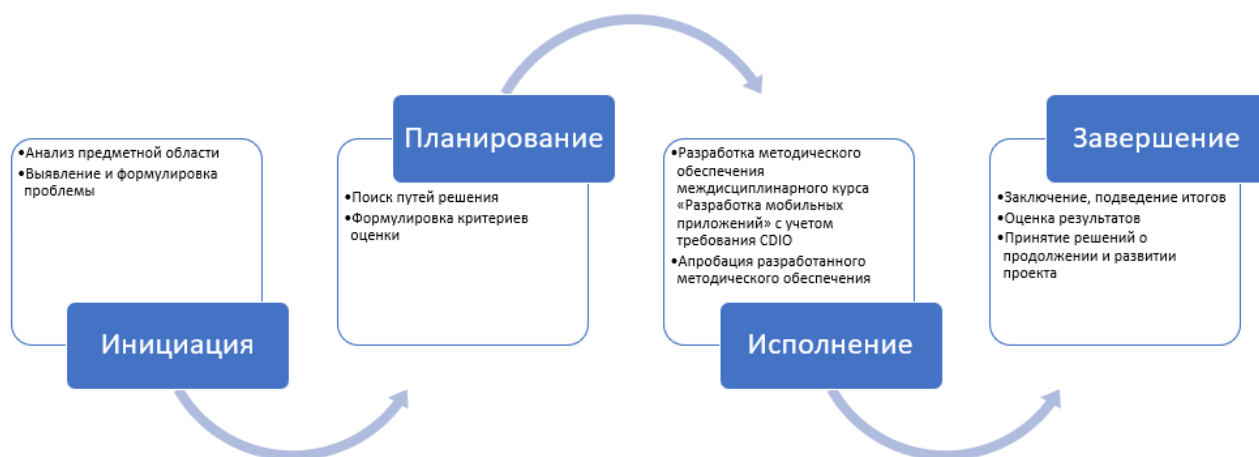 •Анализ предметной области
•Выявление и формулировка
проблемы
Инициация
Планирование
•Поиск путей решения
•Формулировка критериев
оценки
•Разработка методического
обеспечения
междисциплинарного курса
«Разработка мобильных
приложений» с учетом
требования CDIO
•Апробация разработанного
методического обеспечения
Исполнение
Завершение
•Заключение, подведение итогов
•Оценка результатов
•Принятие решений о
продолжении и развитии
проекта